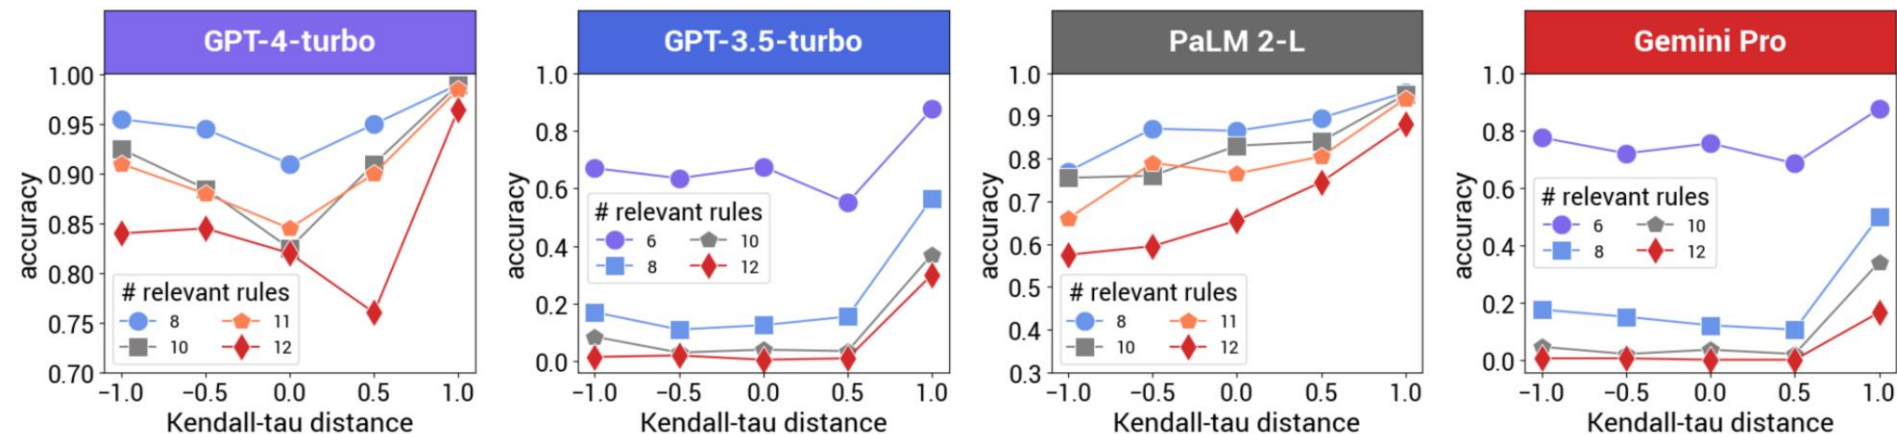 GPT-4-turbo
1.00
0.95
0.90
0.85
0.80
0.75
0.70
accuracy
# relevant rules
8 11
10 12
−1.0 −0.5 0.0 0.5 1.0
Kendall-tau distance
GPT-3.5-turbo
1.0
0.8
0.6
0.4
0.2
0.0
accuracy
# relevant rules
6 10
8 12
−1.0 −0.5 0.0 0.5 1.0
Kendall-tau distance
PaLM 2-L
1.0
0.9
0.8
0.7
0.6
0.5
0.4
0.3
accuracy
# relevant rules
8 11
10 12
−1.0 −0.5 0.0 0.5 1.0
Kendall-tau distance
Gemini Pro
1.0
0.8
0.6
0.4
0.2
0.0
accuracy
# relevant rules
6 10
8 12
−1.0 −0.5 0.0 0.5 1.0
Kendall-tau distance